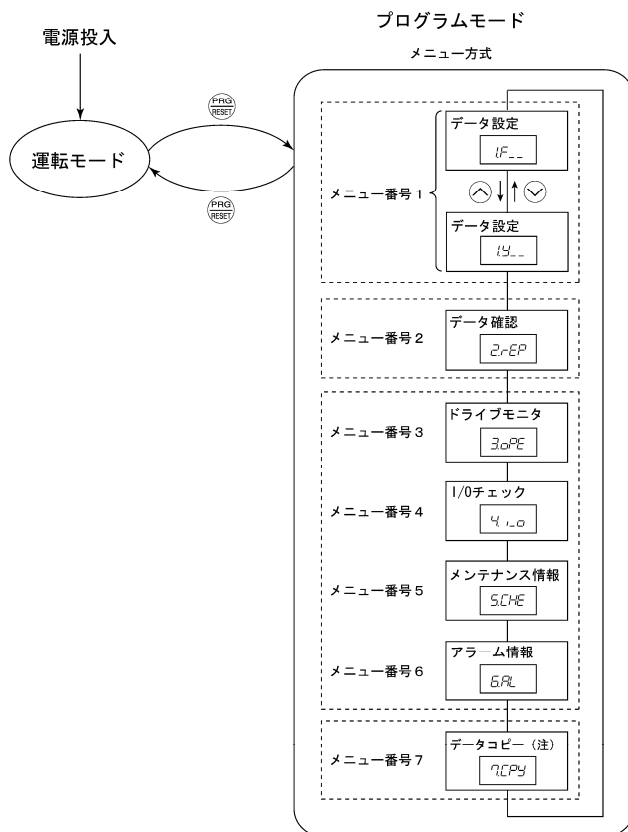 プログラムモード
電源投入
メニュー方式
PRG
RESET
運転モード
PRG
RESET
メニュー番号1
データ設定
1.F__
データ設定
1.y__
メニュー番号2
データ確認
2.rEP
メニュー番号3
ドライブモニタ
3.oPE
メニュー番号4
I/Oチェック
4.i_o
メニュー番号5
メンテナンス情報
5.CHE
メニュー番号6
アラーム情報
6.AL
メニュー番号7
データコピー（注）
7.CPY